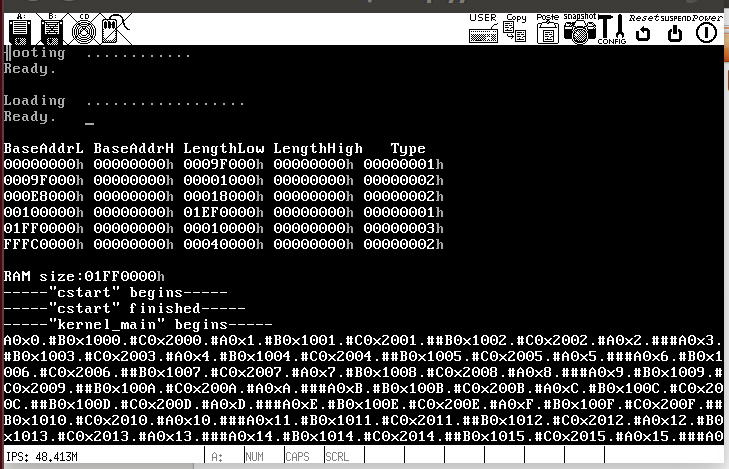 A: B: CD USER Copy Poste snapshot CONFIG Reset SUSPEND Power
Booting ............
Ready.
Loading ..................
Ready. _
BaseAddrL BaseAddrH LengthLow LengthHigh Type
00000000h 00000000h 0009F000h 00000000h 00000001h
0009F000h 00000000h 00001000h 00000000h 00000002h
000E8000h 00000000h 00018000h 00000000h 00000002h
00100000h 00000000h 01EF0000h 00000000h 00000001h
01FF0000h 00000000h 00010000h 00000000h 00000003h
FFFC0000h 00000000h 00040000h 00000000h 00000002h
RAM size:01FF0000h
-----"cstart" begins-----
-----"cstart" finished-----
-----"kernel_main" begins-----
A0x0.#B0x1000.#C0x2000.#A0x1.#B0x1001.#C0x2001.##B0x1002.#C0x2002.#A0x2.###A0x3.
#B0x1003.#C0x2003.#A0x4.#B0x1004.#C0x2004.##B0x1005.#C0x2005.#A0x5.###A0x6.#B0x1
006.#C0x2006.##B0x1007.#C0x2007.#A0x7.#B0x1008.#C0x2008.#A0x8.###A0x9.#B0x1009.#
C0x2009.##B0x100A.#C0x200A.#A0xA.###A0xB.#B0x100B.#C0x200B.#A0xC.#B0x100C.#C0x20
0C.##B0x100D.#C0x200D.#A0xD.###A0xE.#B0x100E.#C0x200E.#A0xF.#B0x100F.#C0x200F.##
B0x1010.#C0x2010.#A0x10.###A0x11.#B0x1011.#C0x2011.##B0x1012.#C0x2012.#A0x12.#B0
x1013.#C0x2013.#A0x13.###A0x14.#B0x1014.#C0x2014.##B0x1015.#C0x2015.#A0x15.###A0
IPS: 48.413M A: NUM CAPS SCRL